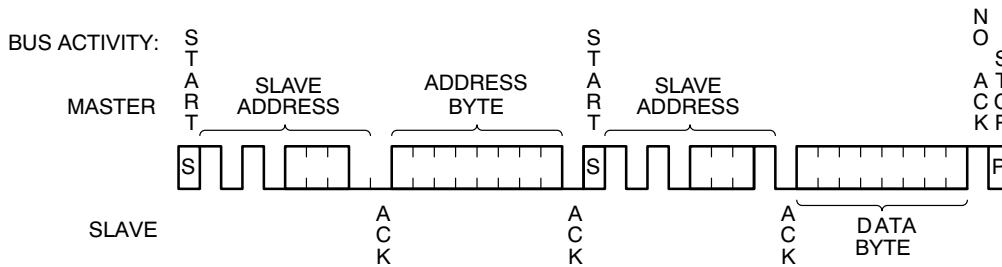 BUS ACTIVITY:
MASTER
START
SLAVE
ADDRESS
ADDRESS
BYTE
START
SLAVE
ADDRESS
NO ACK
STOP
S
S
P
SLAVE
ACK
ACK
ACK
DATA
BYTE